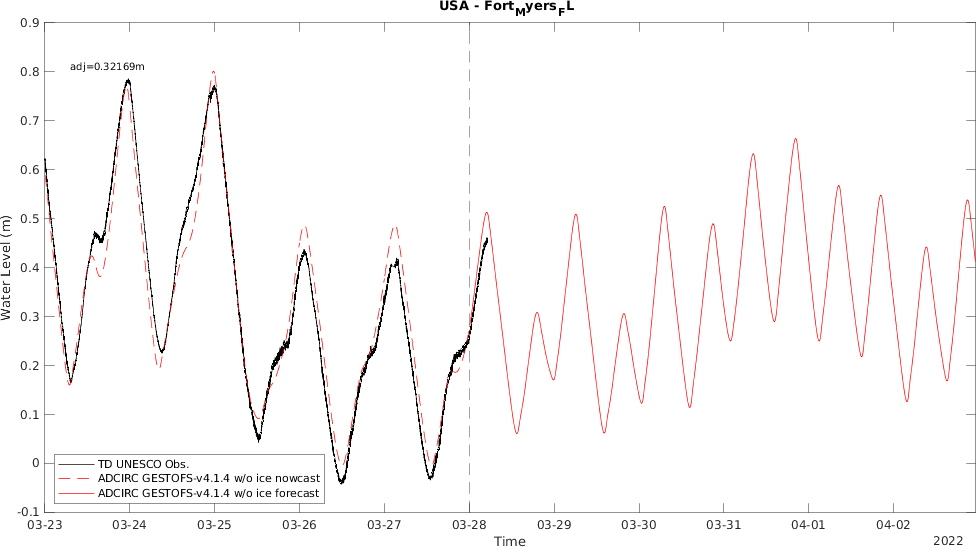 USA - Fort_Myers_FL
adj=0.32169m
0.9
0.8
0.7
0.6
0.5
0.4
0.3
0.2
0.1
0
-0.1
Water Level (m)
TD UNESCO Obs.
ADCIRC GESTOFS-v4.1.4 w/o ice nowcast
ADCIRC GESTOFS-v4.1.4 w/o ice forecast
03-23 03-24 03-25 03-26 03-27 03-28 03-29 03-30 03-31 04-01 04-02
Time
2022